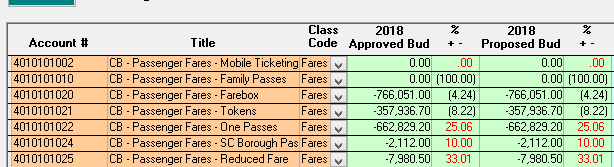 Class 2018 % 2018 %
Account # Title Code Approved Bud + - Proposed Bud + -
4010101002 CB - Passenger Fares - Mobile Ticketing Fares 0.00 .00 0.00 .00
4010101010 CB - Passenger Fares - Family Passes Fares 0.00 (100.00) 0.00 (100.00)
4010101020 CB - Passenger Fares - Farebox Fares -766,051.00 (4.24) -766,051.00 (4.24)
4010101021 CB - Passenger Fares - Tokens Fares -357,936.70 (8.22) -357,936.70 (8.22)
4010101022 CB - Passenger Fares - One Passes Fares -662,829.20 25.06 -662,829.20 25.06
4010101024 CB - Passenger Fares - SC Borough Pas Fares -2,112.00 10.00 -2,112.00 10.00
4010101025 CB - Passenger Fares - Reduced Fare Fares -7,980.50 33.01 -7,980.50 33.01